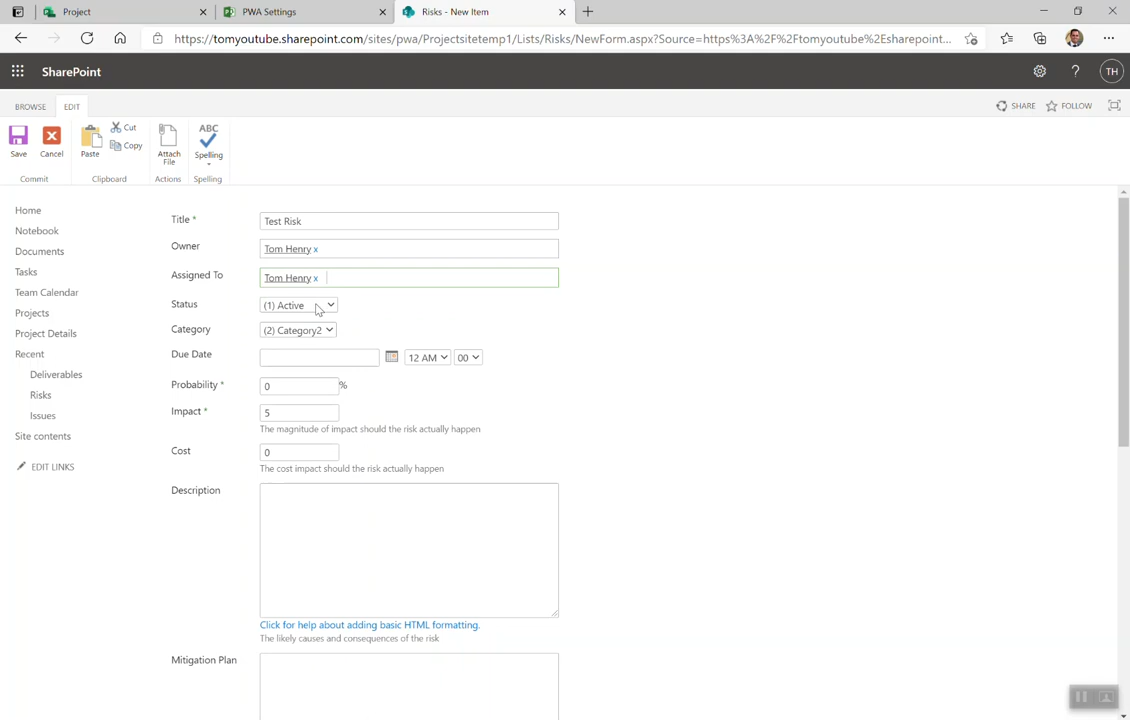 Project
PWA Settings
Risks - New Item
https://tomyoutube.sharepoint.com/sites/pwa/Projectsitetemp1/Lists/Risks/NewForm.aspx?Source=https%3A%2F%2Ftomyoutube%2Esharepoint...
SharePoint
TH
BROWSE
EDIT
SHARE
FOLLOW
Save
Cancel
Paste
Cut
Copy
Attach
File
ABC
Spelling
Commit
Clipboard
Actions
Spelling
Home
Notebook
Documents
Tasks
Team Calendar
Projects
Project Details
Recent
Deliverables
Risks
Issues
Site contents
EDIT LINKS
Title * Test Risk
Owner Tom Henry x
Assigned To Tom Henry x
Status (1) Active
Category (2) Category2
Due Date 12 AM 00
Probability * 0 %
Impact * 5
The magnitude of impact should the risk actually happen
Cost 0
The cost impact should the risk actually happen
Description
Click for help about adding basic HTML formatting.
The likely causes and consequences of the risk
Mitigation Plan